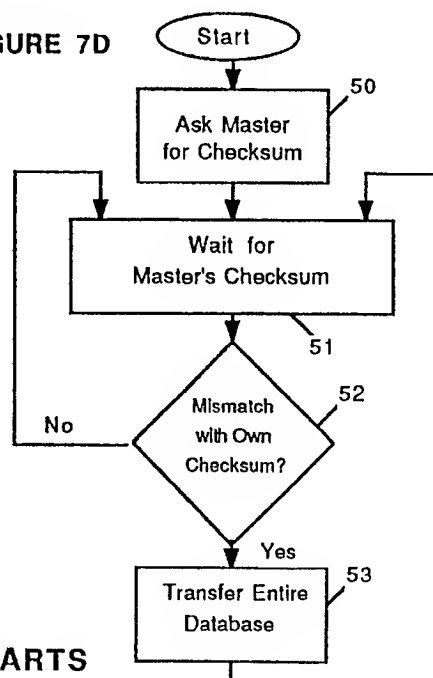 GURE 7D
Start
50
Ask Master
for Checksum
Wait for
Master's Checksum
51
52
Mismatch
with Own
Checksum?
No
Yes
53
Transfer Entire
Database
ARTS